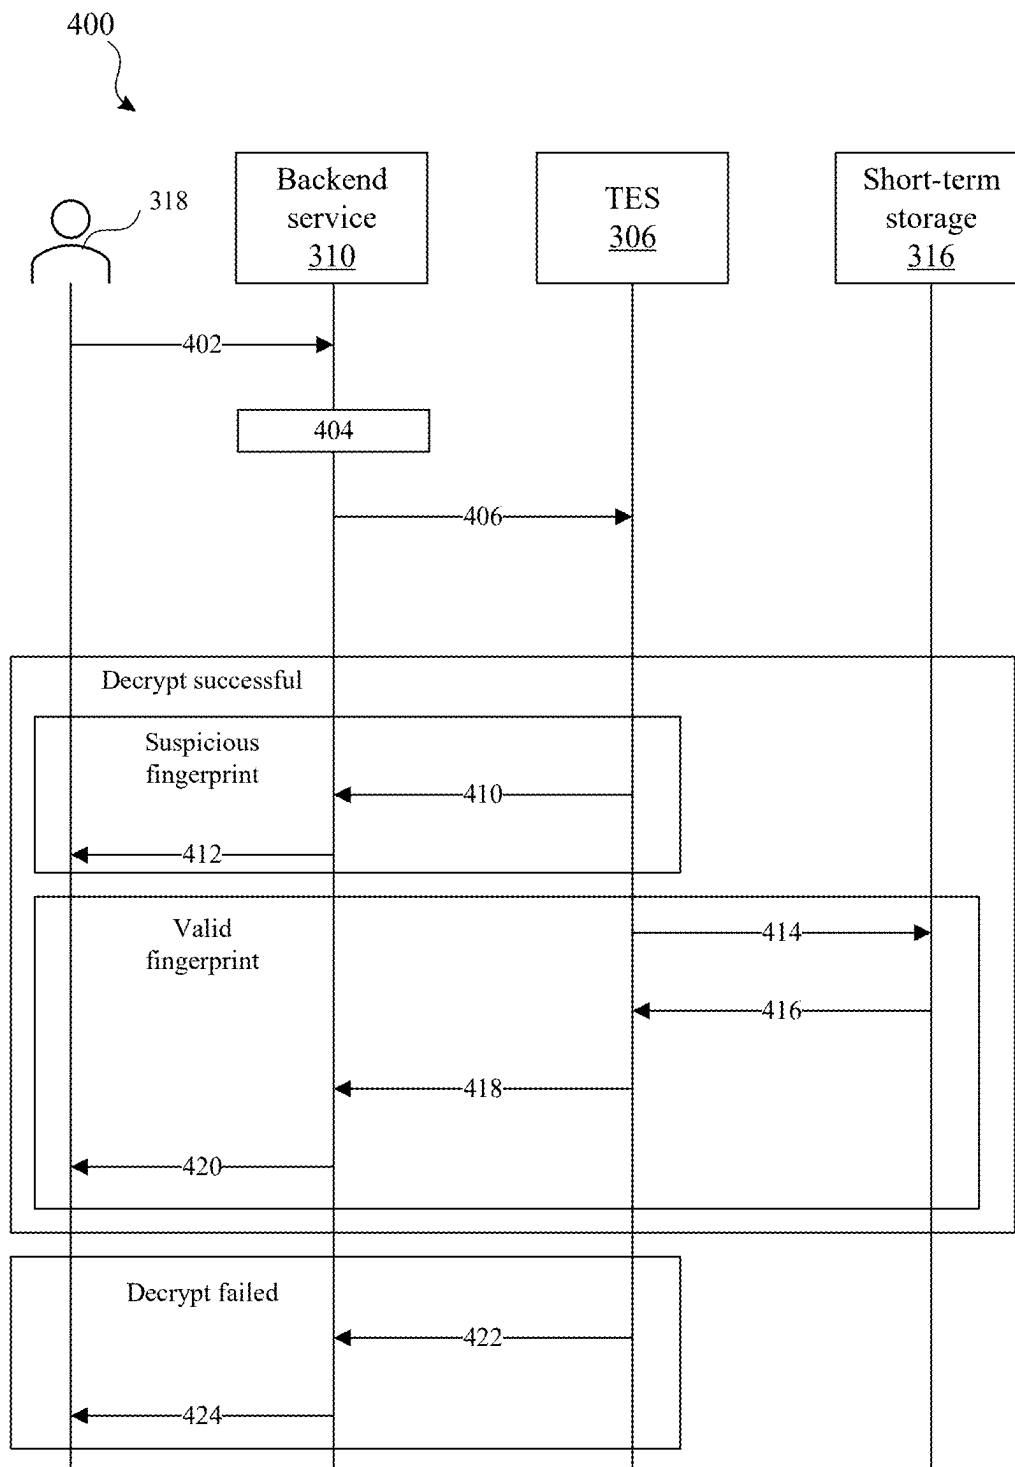 400
318
Backend
service
310
TES
306
Short-term
storage
316
402
404
406
Decrypt successful
Suspicious
fingerprint
410
412
Valid
fingerprint
414
416
418
420
Decrypt failed
422
424